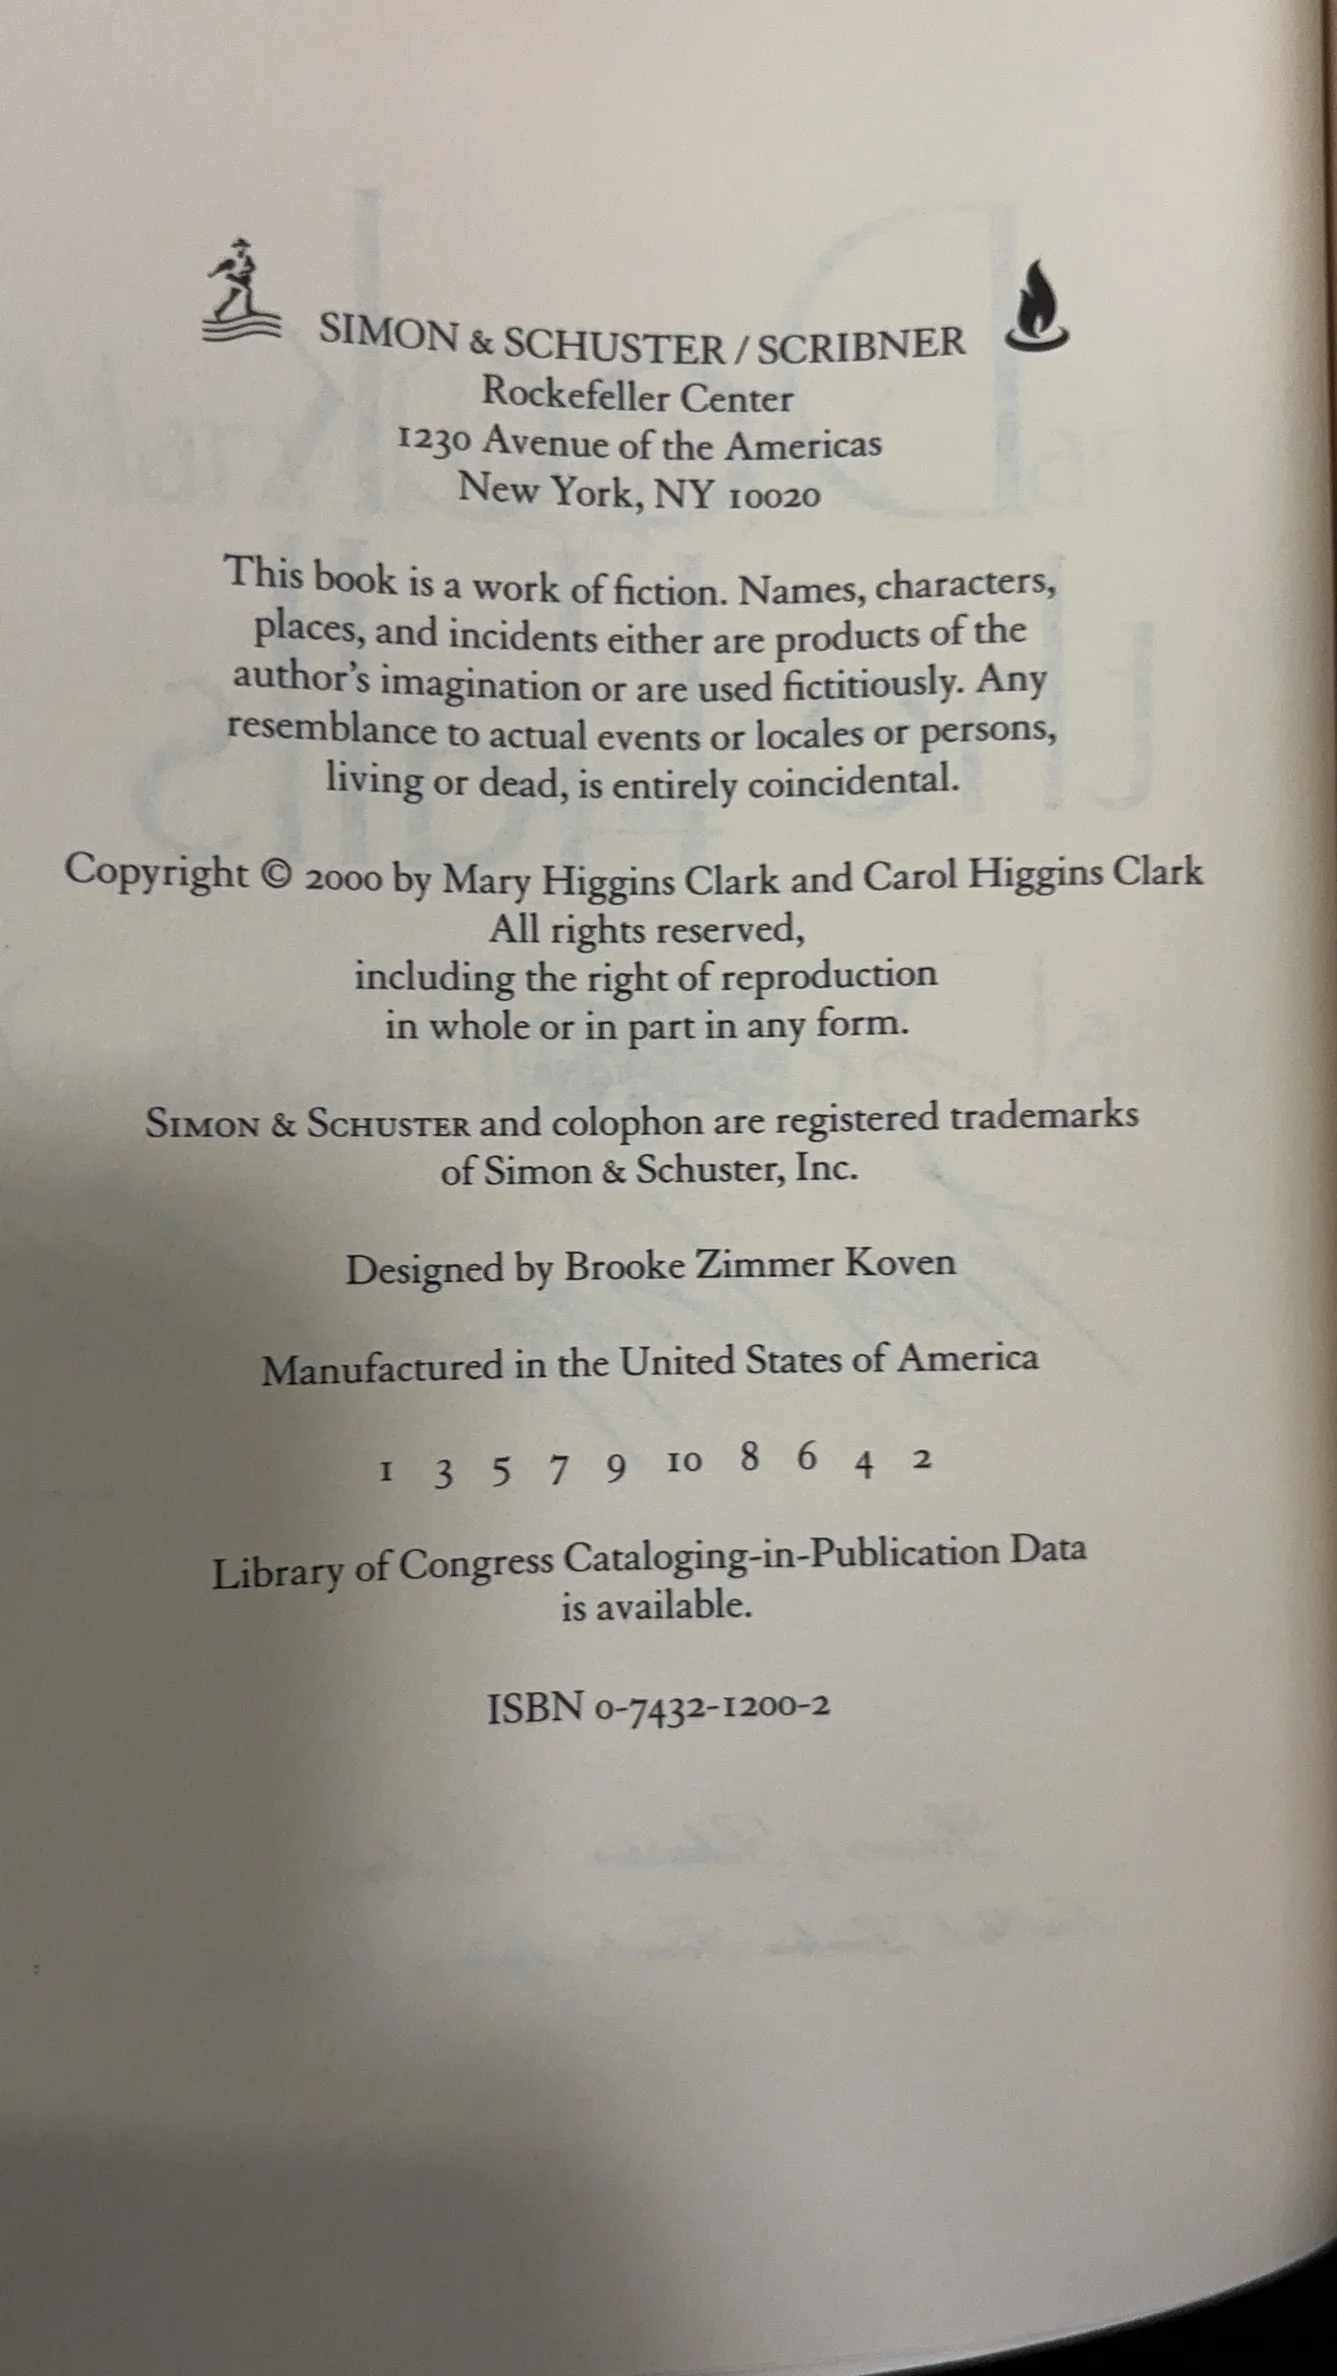 SIMON & SCHUSTER / SCRIBNER
Rockefeller Center
1230 Avenue of the Americas
New York, NY 10020
This book is a work of fiction. Names, characters,
places, and incidents either are products of the
author's imagination or are used fictitiously. Any
resemblance to actual events or locales or persons,
living or dead, is entirely coincidental.
Copyright © 2000 by Mary Higgins Clark and Carol Higgins Clark
All rights reserved,
including the right of reproduction
in whole or in part in any form.
SIMON & SCHUSTER and colophon are registered trademarks
of Simon & Schuster, Inc.
Designed by Brooke Zimmer Koven
Manufactured in the United States of America
1 3 5 7 9 10 8 6 4 2
Library of Congress Cataloging-in-Publication Data
is available.
ISBN 0-7432-1200-2